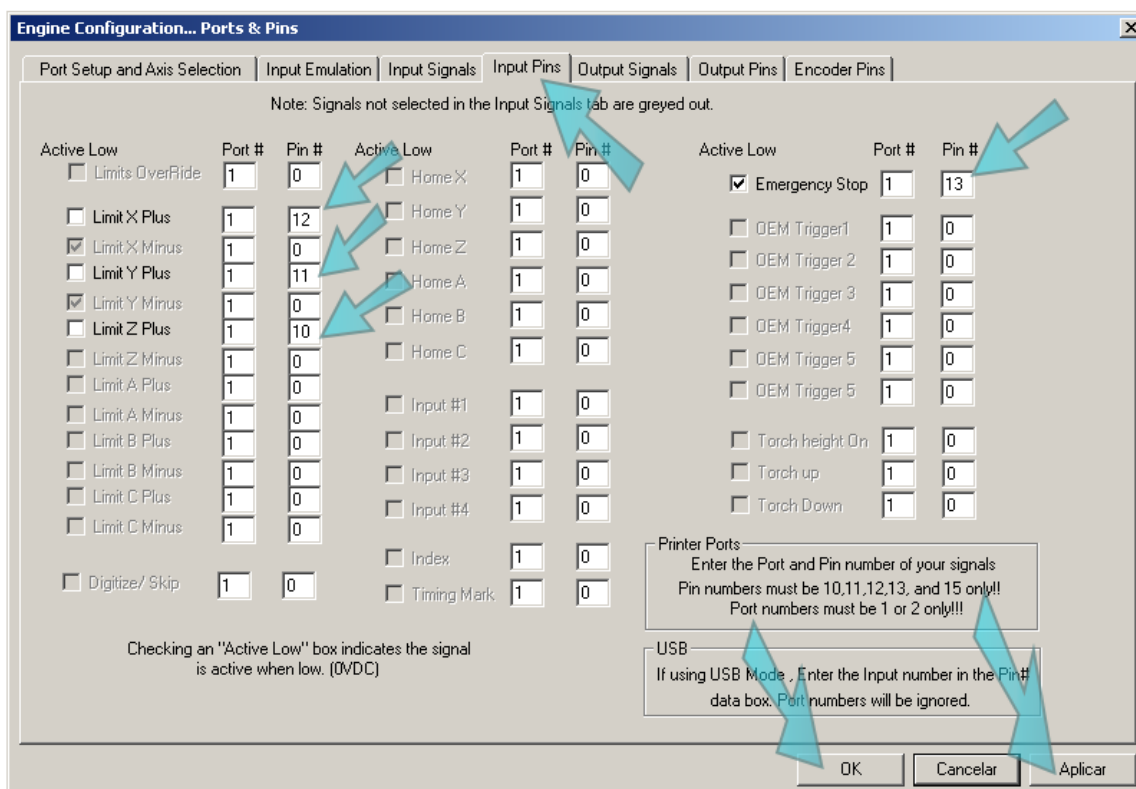 Engine Configuration... Ports & Pins
Port Setup and Axis Selection Input Emulation Input Signals Input Pins Output Signals Output Pins Encoder Pins
Note: Signals not selected in the Input Signals tab are greyed out.
Active Low Port # Pin #
Limits OverRide 1 0
Limit X Plus 1 12
Limit X Minus 1 0
Limit Y Plus 1 11
Limit Y Minus 1 0
Limit Z Plus 1 10
Limit Z Minus 1 0
Limit A Plus 1 0
Limit A Minus 1 0
Limit B Plus 1 0
Limit B Minus 1 0
Limit C Plus 1 0
Limit C Minus 1 0
Digitize/ Skip 1 0
Active Low Port # Pin #
Home X 1 0
Home Y 1 0
Home Z 1 0
Home A 1 0
Home B 1 0
Home C 1 0
Input #1 1 0
Input #2 1 0
Input #3 1 0
Input #4 1 0
Index 1 0
Timing Mark 1 0
Active Low Port # Pin #
Emergency Stop 1 13
OEM Trigger1 1 0
OEM Trigger 2 1 0
OEM Trigger 3 1 0
OEM Trigger4 1 0
OEM Trigger 5 1 0
OEM Trigger 5 1 0
Torch height On 1 0
Torch up 1 0
Torch Down 1 0
Printer Ports
Enter the Port and Pin number of your signals
Pin numbers must be 10,11,12,13, and 15 only!!
Port numbers must be 1 or 2 only!!!
Checking an "Active Low" box indicates the signal
is active when low. (0VDC)
USB
If using USB Mode , Enter the Input number in the Pin#
data box. Port numbers will be ignored.
OK Cancelar Aplicar